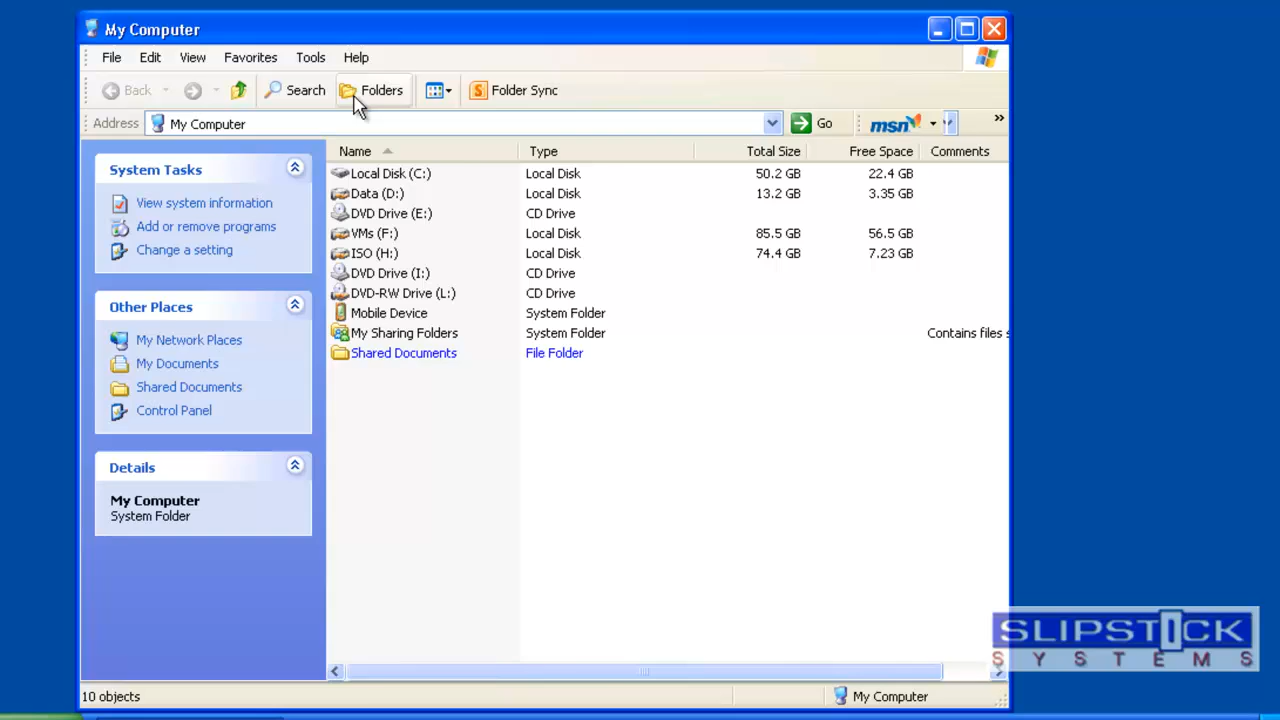 My Computer
File Edit View Favorites Tools Help
Back Search Folders Folder Sync
Address My Computer Go msn »
Name Type Total Size Free Space Comments
Local Disk (C:) Local Disk 50.2 GB 22.4 GB
Data (D:) Local Disk 13.2 GB 3.35 GB
DVD Drive (E:) CD Drive
VMs (F:) Local Disk 85.5 GB 56.5 GB
ISO (H:) Local Disk 74.4 GB 7.23 GB
DVD Drive (I:) CD Drive
DVD-RW Drive (L:) CD Drive
Mobile Device System Folder
My Sharing Folders System Folder Contains files s
Shared Documents File Folder
System Tasks
View system information
Add or remove programs
Change a setting
Other Places
My Network Places
My Documents
Shared Documents
Control Panel
Details
My Computer
System Folder
SLIPSTICK
SYSTEMS
10 objects My Computer